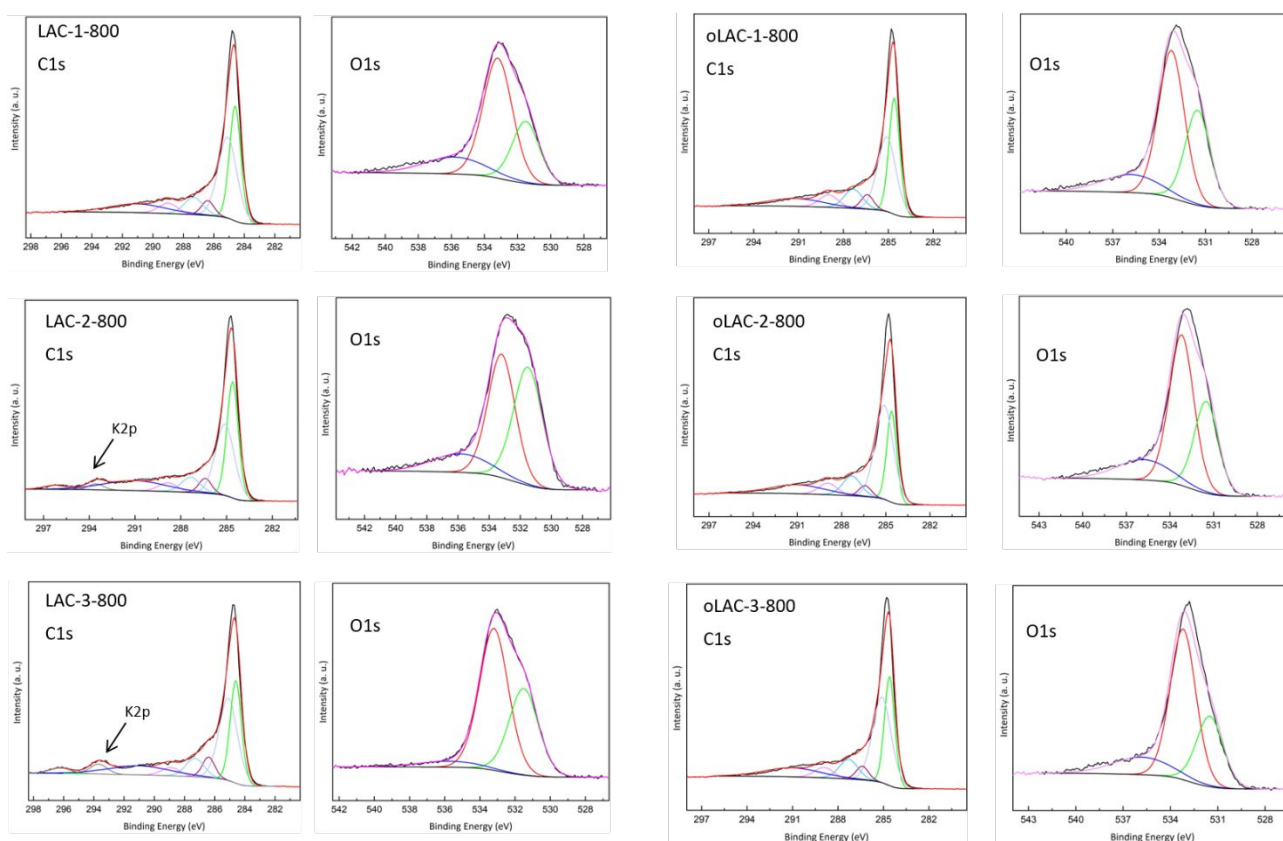 LAC-1-800
C1s
Intensity (a. u.)
298 296 294 292 290 288 286 284 282
Binding Energy (eV)
O1s
Intensity (a. u.)
542 540 538 536 534 532 530 528
Binding Energy (eV)
oLAC-1-800
C1s
Intensity (a. u.)
297 294 291 288 285 282
Binding Energy (eV)
O1s
Intensity (a. u.)
540 537 534 531 528
Binding Energy (eV)
LAC-2-800
C1s
K2p
Intensity (a. u.)
297 294 291 288 285 282
Binding Energy (eV)
O1s
Intensity (a. u.)
542 540 538 536 534 532 530 528
Binding Energy (eV)
oLAC-2-800
C1s
Intensity (a. u.)
297 294 291 288 285 282
Binding Energy (eV)
O1s
Intensity (a. u.)
543 540 537 534 531 528
Binding Energy (eV)
LAC-3-800
C1s
K2p
Intensity (a. u.)
298 296 294 292 290 288 286 284 282
Binding Energy (eV)
O1s
Intensity (a. u.)
542 540 538 536 534 532 530 528
Binding Energy (eV)
oLAC-3-800
C1s
Intensity (a. u.)
297 294 291 288 285 282
Binding Energy (eV)
O1s
Intensity (a. u.)
543 540 537 534 531 528
Binding Energy (eV)